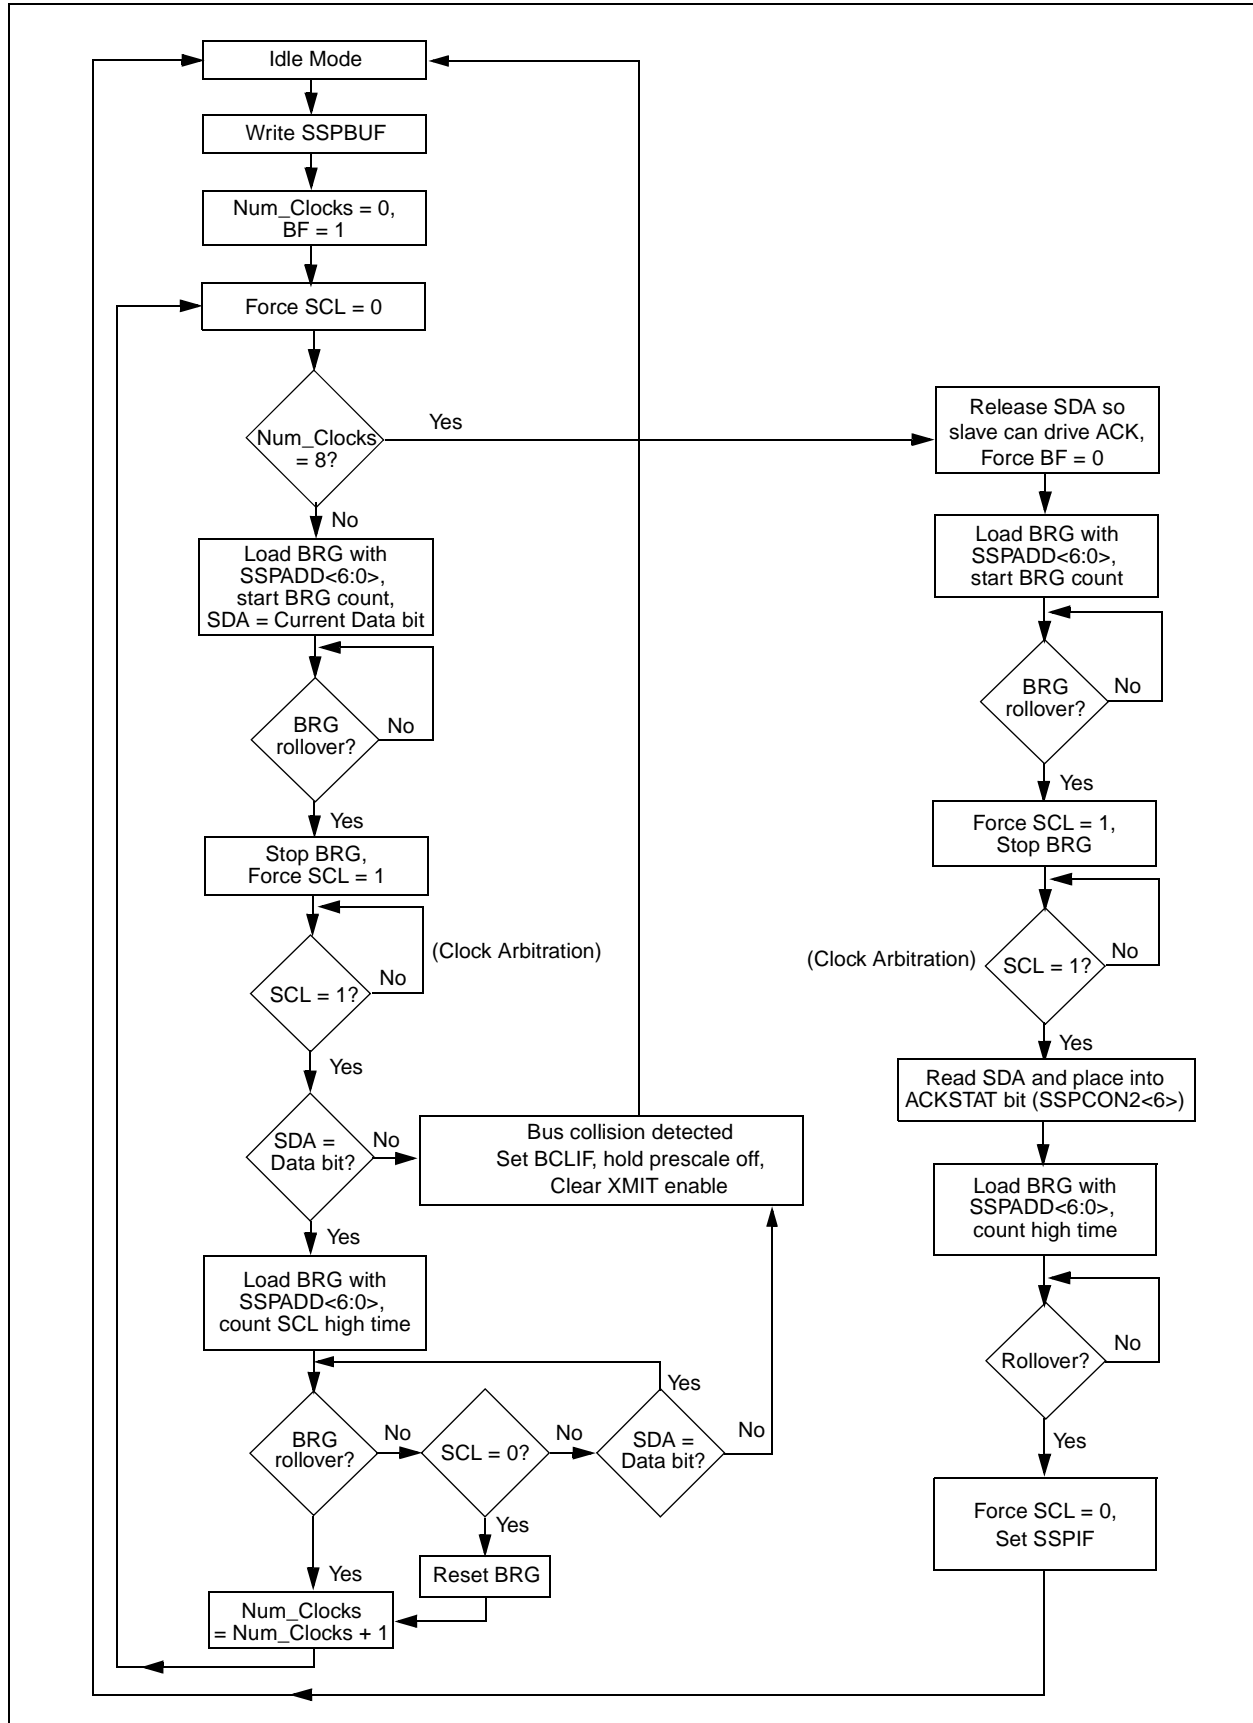 Idle Mode
Write SSPBUF
Num_Clocks = 0,
BF = 1
Force SCL = 0
Num_Clocks
= 8?
Yes
No
Load BRG with
SSPADD<6:0>,
start BRG count,
SDA = Current Data bit
BRG
rollover?
No
Yes
Stop BRG,
Force SCL = 1
SCL = 1?
No
(Clock Arbitration)
Yes
SDA =
Data bit?
No
Bus collision detected
Set BCLIF, hold prescale off,
Clear XMIT enable
Yes
Load BRG with
SSPADD<6:0>,
count SCL high time
BRG
rollover?
No
SCL = 0?
No
SDA =
Data bit?
Yes
No
Yes
Reset BRG
Yes
Num_Clocks
= Num_Clocks + 1
Release SDA so
slave can drive ACK,
Force BF = 0
Load BRG with
SSPADD<6:0>,
start BRG count
BRG
rollover?
No
Yes
Force SCL = 1,
Stop BRG
(Clock Arbitration)
SCL = 1?
No
Yes
Read SDA and place into
ACKSTAT bit (SSPCON2<6>)
Load BRG with
SSPADD<6:0>,
count high time
Rollover?
No
Yes
Force SCL = 0,
Set SSPIF